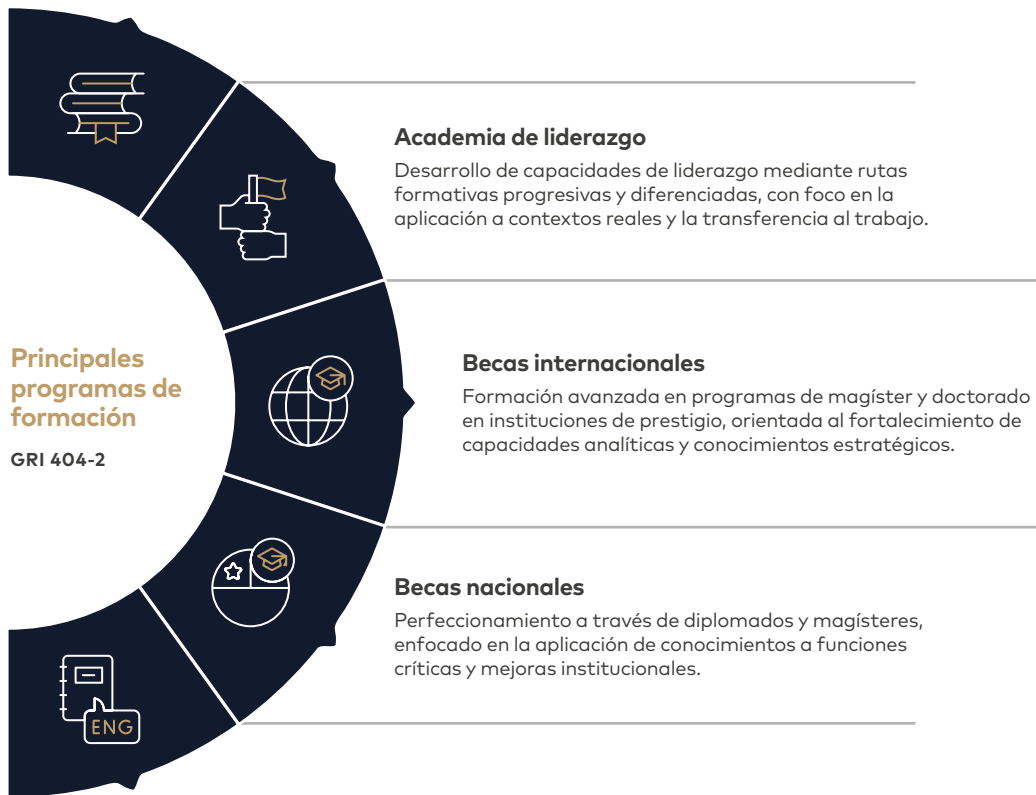 Principales
programas de
formación
GRI 404-2
Academia de liderazgo
Desarrollo de capacidades de liderazgo mediante rutas
formativas progresivas y diferenciadas, con foco en la
aplicación a contextos reales y la transferencia al trabajo.
Becas internacionales
Formación avanzada en programas de magíster y doctorado
en instituciones de prestigio, orientada al fortalecimiento de
capacidades analíticas y conocimientos estratégicos.
Becas nacionales
Perfeccionamiento a través de diplomados y magísteres,
enfocado en la aplicación de conocimientos a funciones
críticas y mejoras institucionales.
ENG